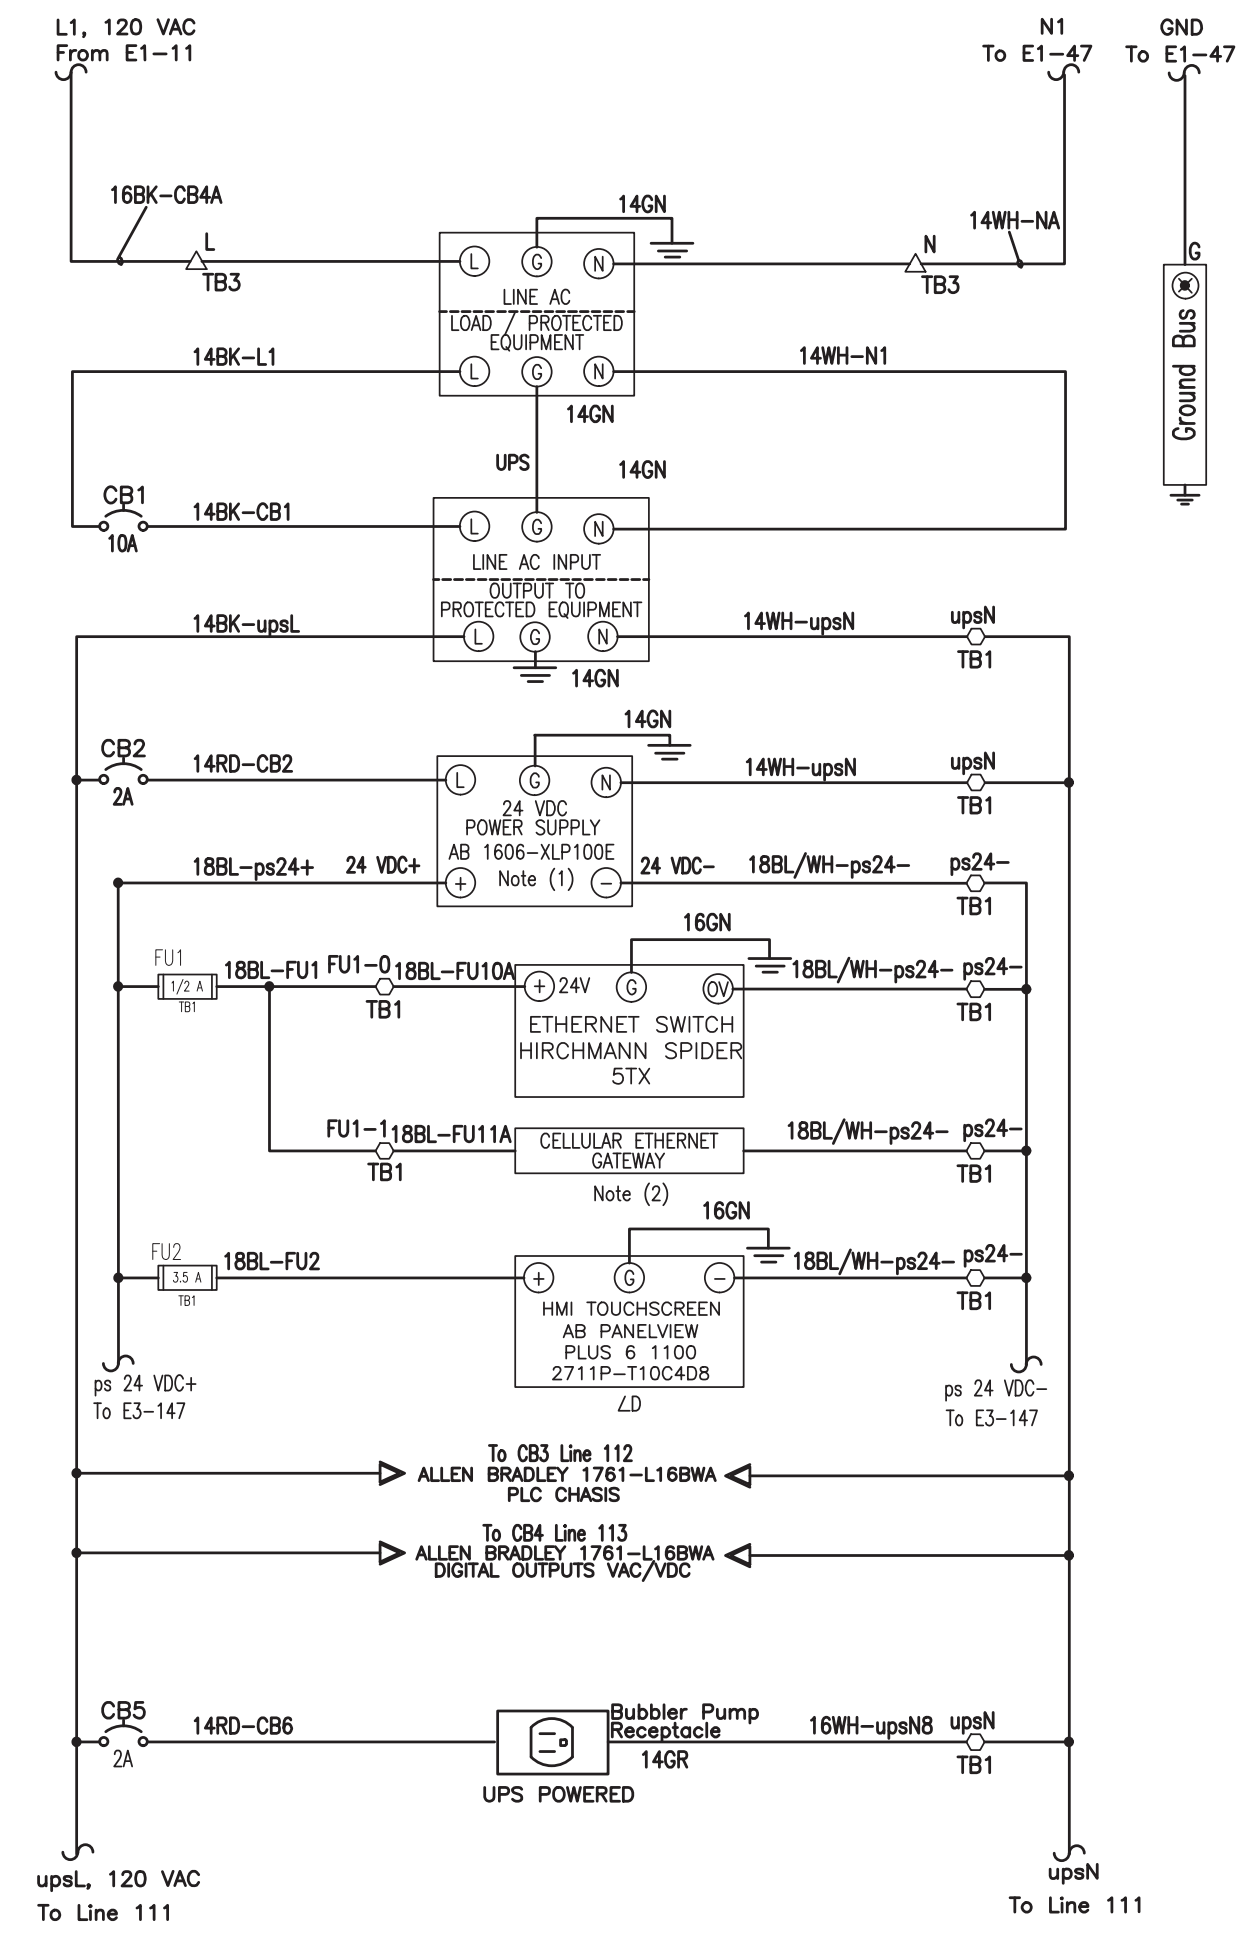 L1, 120 VAC
From E1-11
N1
To E1-47
GND
To E1-47
16BK-CB4A
14GN
14WH-NA
L
TB3
L
G
N
N
TB3
G
LINE AC
LOAD / PROTECTED
EQUIPMENT
Ground Bus
14BK-L1
L
G
N
14WH-N1
14GN
UPS
14GN
CB1
10A
14BK-CB1
L
G
N
LINE AC INPUT
OUTPUT TO
PROTECTED EQUIPMENT
14BK-upsL
L
G
N
14WH-upsN
upsN
TB1
14GN
14GN
CB2
2A
14RD-CB2
L
G
N
14WH-upsN
upsN
TB1
24 VDC
POWER SUPPLY
AB 1606-XLP100E
Note (1)
18BL-ps24+
24 VDC+
+
-
24 VDC-
18BL/WH-ps24-
ps24-
TB1
16GN
FU1
1/2 A
TB1
18BL-FU1
FU1-0
TB1
18BL-FU10A
+
24V
G
0V
18BL/WH-ps24-
ps24-
TB1
ETHERNET SWITCH
HIRCHMANN SPIDER
5TX
FU1-1
TB1
18BL-FU11A
CELLULAR ETHERNET
GATEWAY
18BL/WH-ps24-
ps24-
TB1
Note (2)
16GN
FU2
3.5 A
TB1
18BL-FU2
+
G
-
18BL/WH-ps24-
ps24-
TB1
HMI TOUCHSCREEN
AB PANELVIEW
PLUS 6 1100
2711P-T10C4D8
∠D
ps 24 VDC+
To E3-147
ps 24 VDC-
To E3-147
To CB3 Line 112
ALLEN BRADLEY 1761-L16BWA
PLC CHASIS
To CB4 Line 113
ALLEN BRADLEY 1761-L16BWA
DIGITAL OUTPUTS VAC/VDC
CB5
2A
14RD-CB6
Bubbler Pump
Receptacle
14GR
16WH-upsN8
upsN
TB1
UPS POWERED
upsL, 120 VAC
To Line 111
upsN
To Line 111